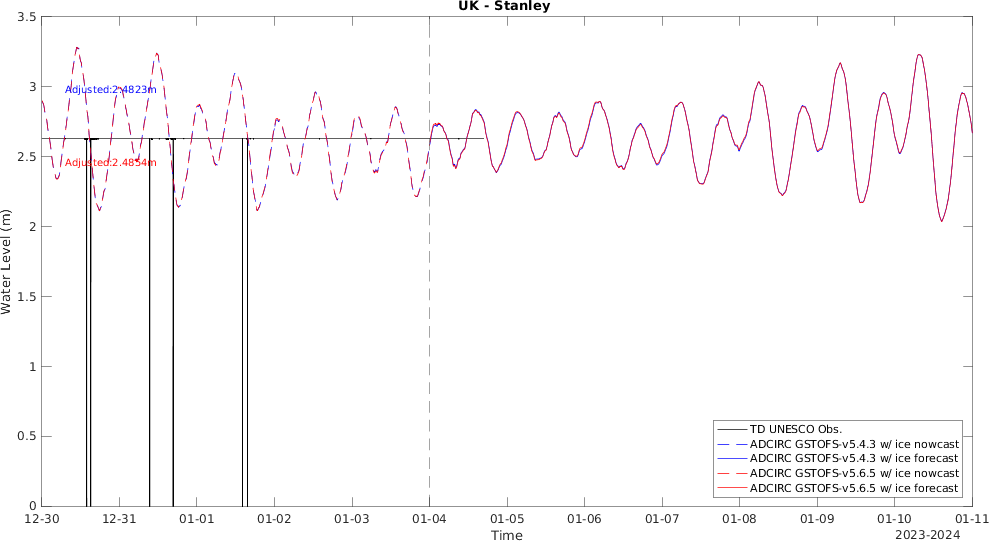 UK - Stanley
3.5
3
2.5
2
1.5
1
0.5
0
Water Level (m)
Adjusted:2.4823m
Adjusted:2.4854m
TD UNESCO Obs.
ADCIRC GSTOFS-v5.4.3 w/ ice nowcast
ADCIRC GSTOFS-v5.4.3 w/ ice forecast
ADCIRC GSTOFS-v5.6.5 w/ ice nowcast
ADCIRC GSTOFS-v5.6.5 w/ ice forecast
12-30 12-31 01-01 01-02 01-03 01-04 01-05 01-06 01-07 01-08 01-09 01-10 01-11
Time
2023-2024